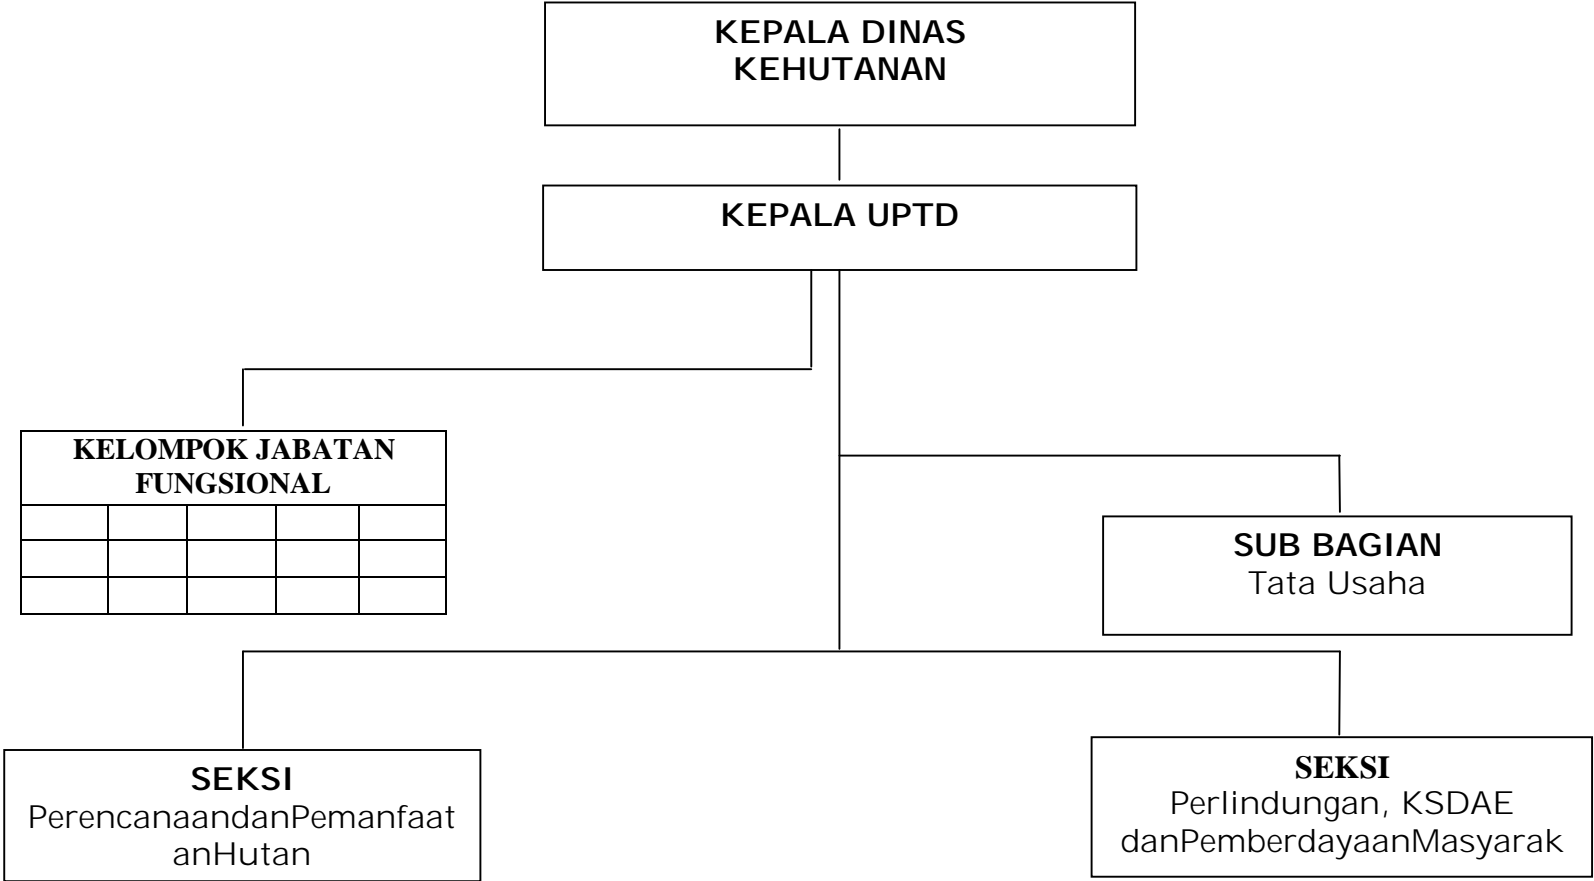 KEPALA DINAS
KEHUTANAN
KEPALA UPTD
KELOMPOK JABATAN
FUNGSIONAL
SUB BAGIAN
Tata Usaha
SEKSI
PerencanaandanPemanfaat
anHutan
SEKSI
Perlindungan, KSDAE
danPemberdayaanMasyarak